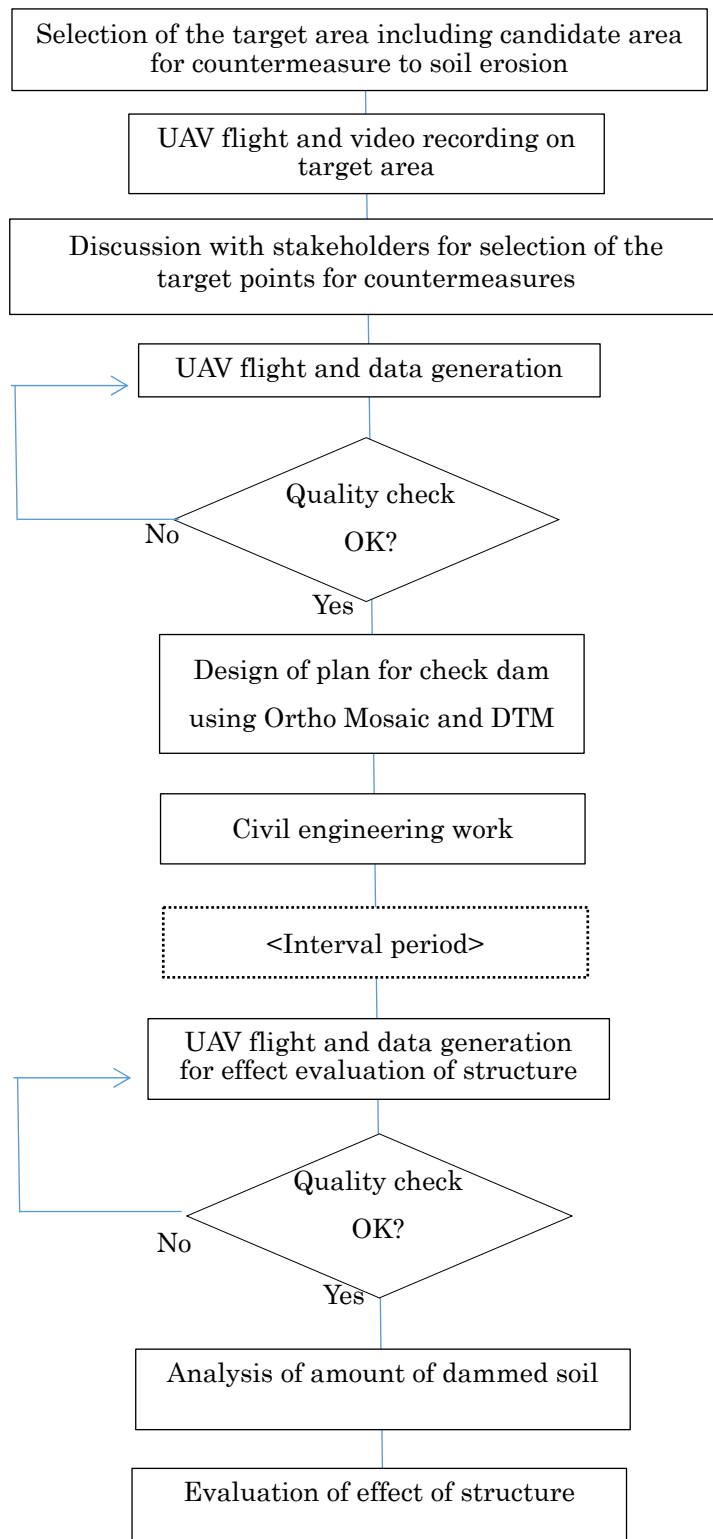 Selection of the target area including candidate area
for countermeasure to soil erosion
UAV flight and video recording on
target area
Discussion with stakeholders for selection of the
target points for countermeasures
UAV flight and data generation
Quality check
OK?
No
Yes
Design of plan for check dam
using Ortho Mosaic and DTM
Civil engineering work
<Interval period>
UAV flight and data generation
for effect evaluation of structure
Quality check
OK?
No
Yes
Analysis of amount of dammed soil
Evaluation of effect of structure